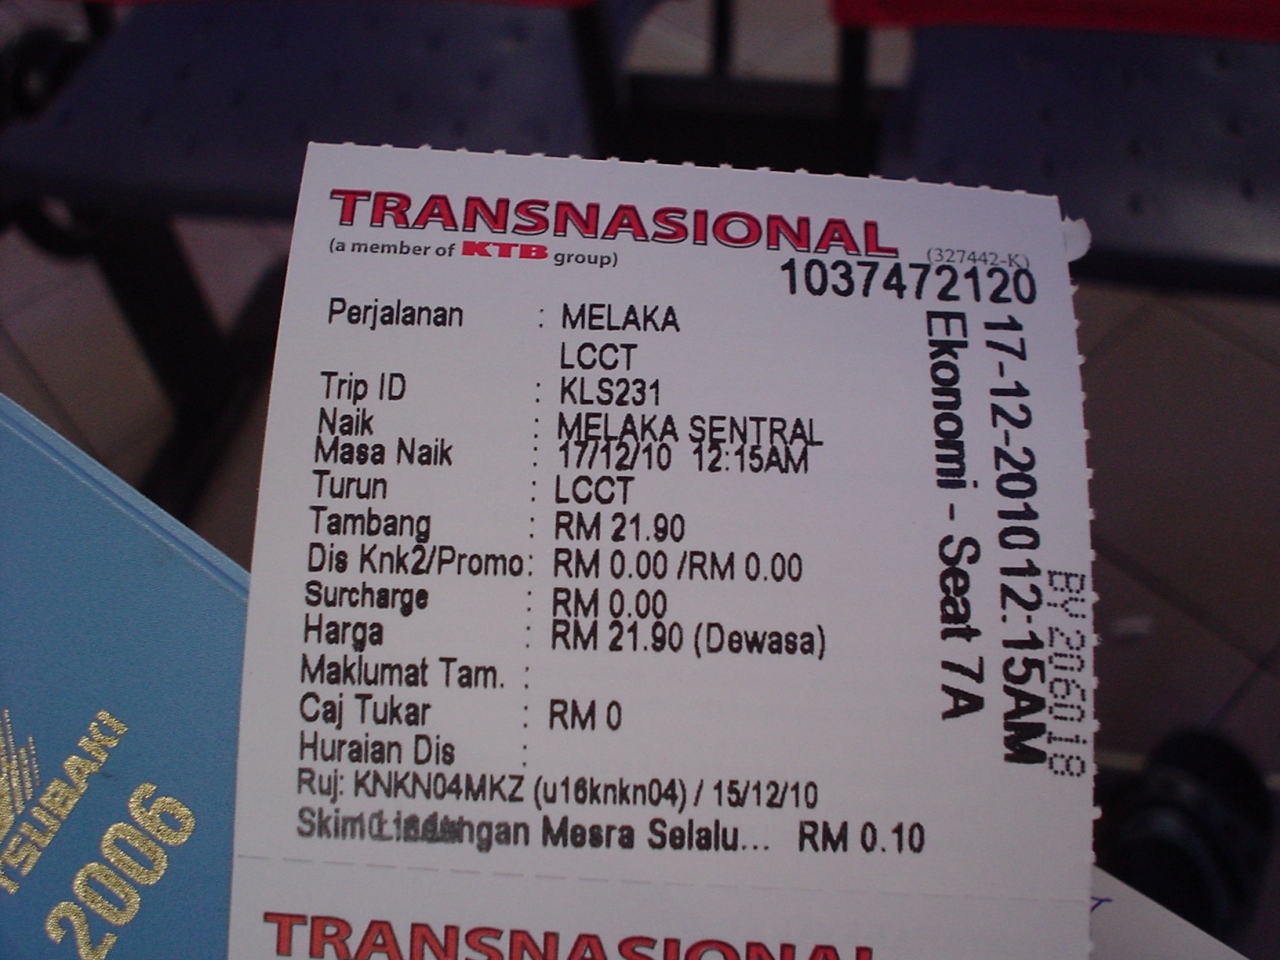 TRANSNASIONAL
(a member of KTB group)
(327442-K)
1037472120
Perjalanan : MELAKA
LCCT
Trip ID : KLS231
Naik : MELAKA SENTRAL
Masa Naik : 17/12/10 12:15AM
Turun : LCCT
Tambang : RM 21.90
Dis Knk2/Promo: RM 0.00 /RM 0.00
Surcharge : RM 0.00
Harga : RM 21.90 (Dewasa)
Maklumat Tam. :
Caj Tukar : RM 0
Huraian Dis :
Ruj: KNKN04MKZ (u16knkn04) / 15/12/10
Mesra Selalu... RM 0.10
17-12-2010 12:15AM
Ekonomi - Seat 7A
BV 206018
TRANSNASIONAL
TSUBAKI
2006